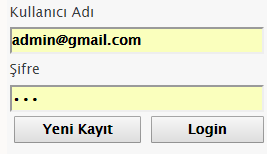 Kullanıcı Adı
admin@gmail.com
Şifre
•••
Yeni Kayıt Login